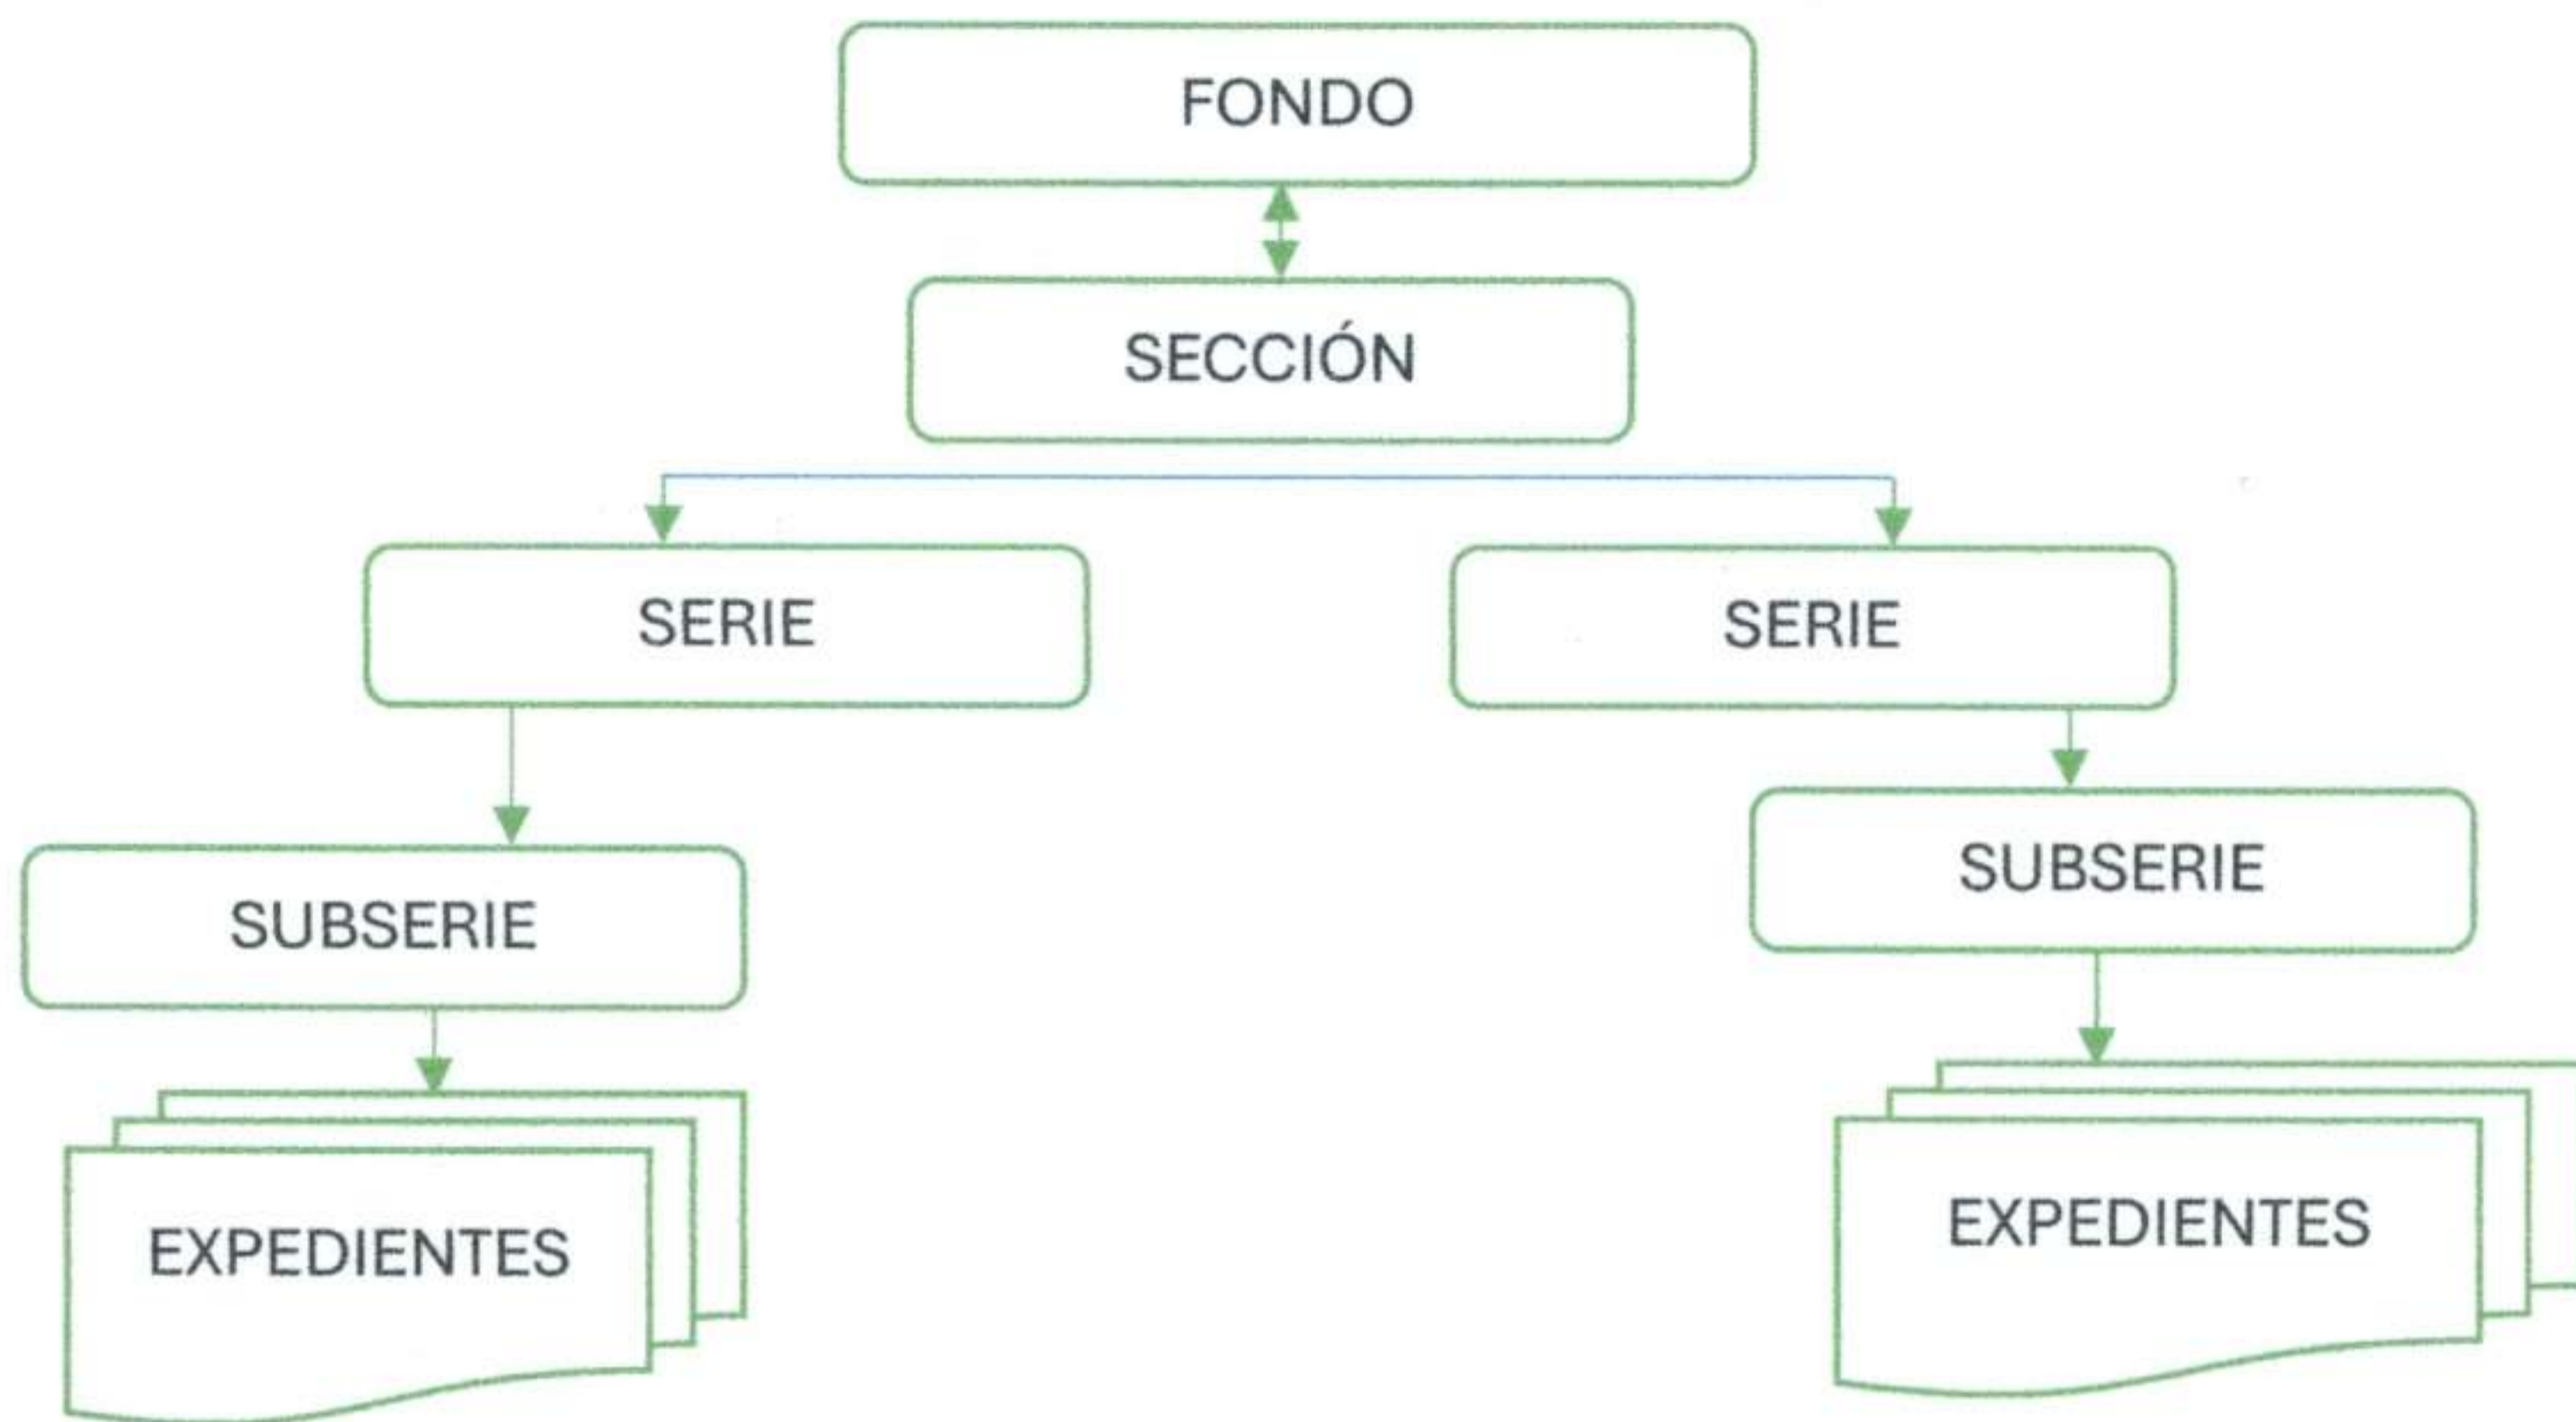 FONDO
SECCIÓN
SERIE
SERIE
SUBSERIE
SUBSERIE
EXPEDIENTES
EXPEDIENTES